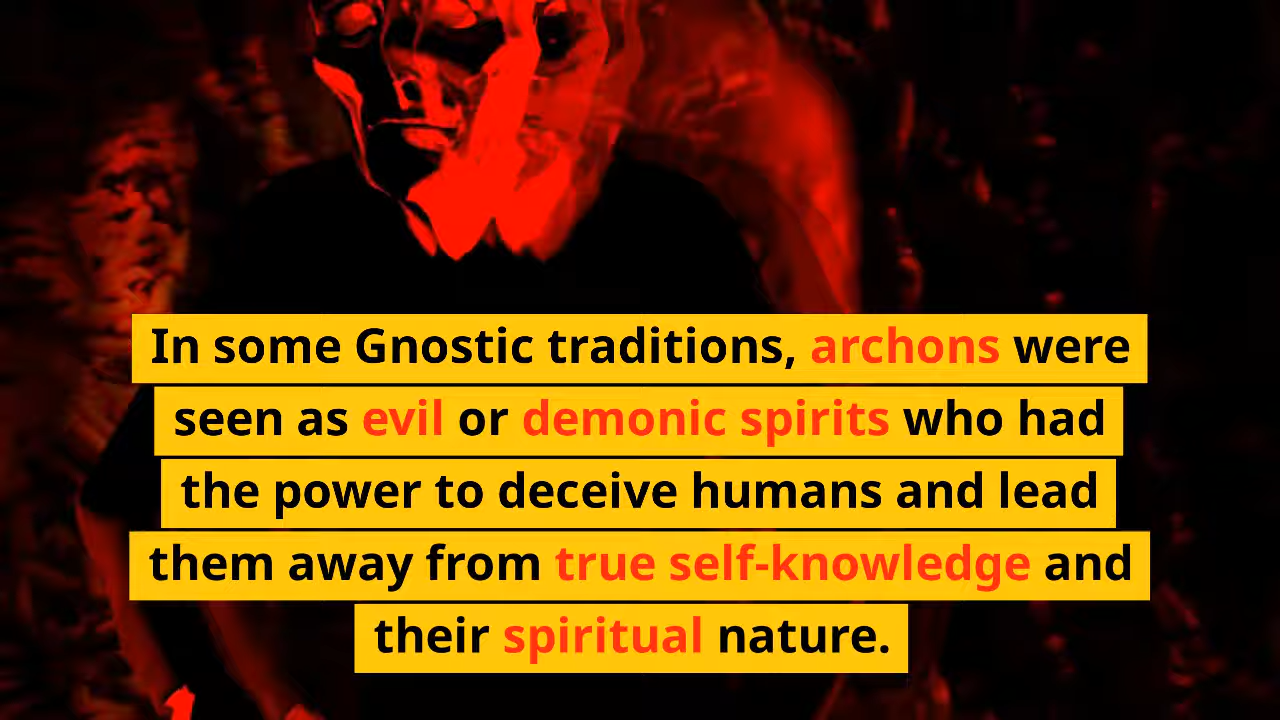 In some Gnostic traditions, archons were
seen as evil or demonic spirits who had
the power to deceive humans and lead
them away from true self-knowledge and
their spiritual nature.